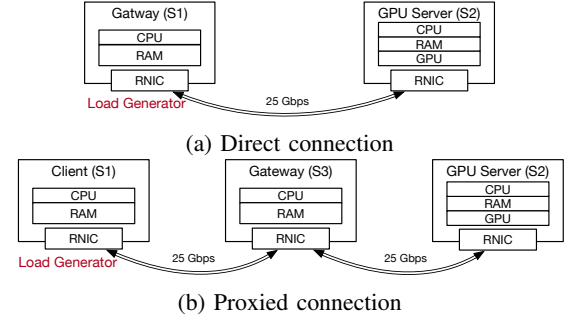 Gatway (S1)
GPU Server (S2)
CPU
RAM
CPU
RAM
GPU
RNIC
RNIC
Load Generator
25 Gbps
(a) Direct connection
Client (S1)
Gateway (S3)
GPU Server (S2)
CPU
RAM
CPU
RAM
CPU
RAM
GPU
RNIC
RNIC
RNIC
Load Generator
25 Gbps
25 Gbps
(b) Proxied connection